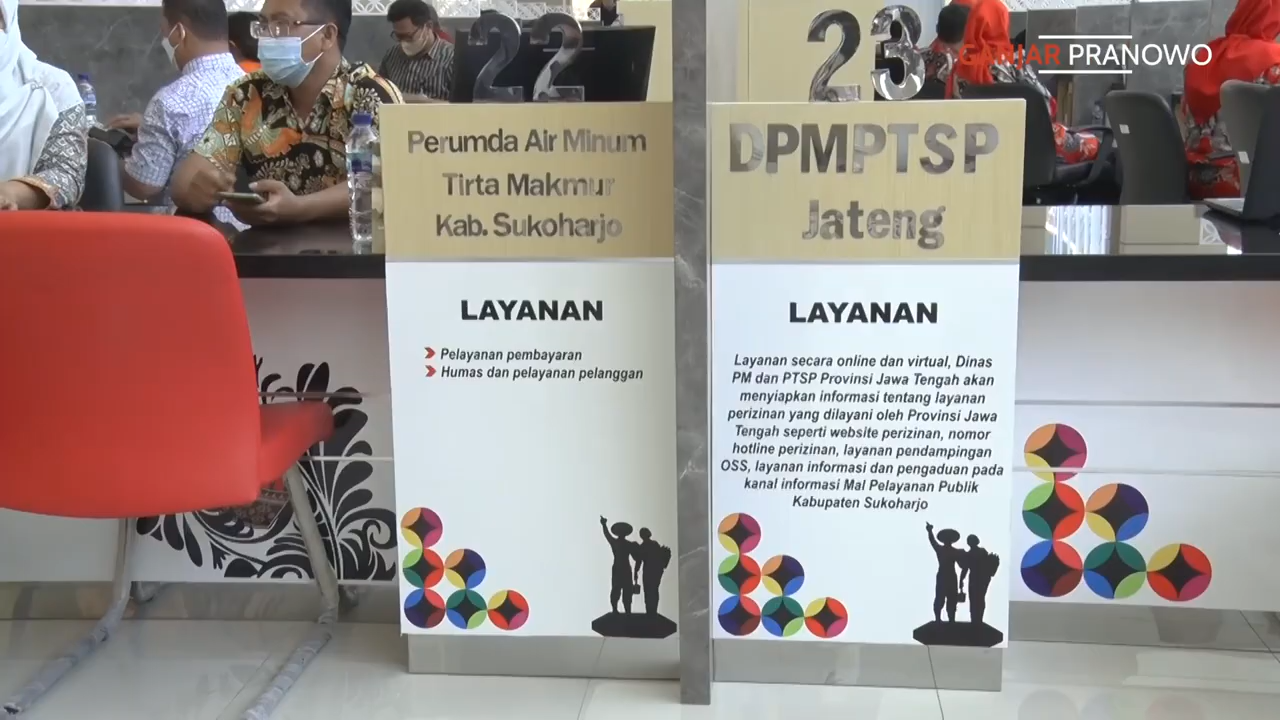 22
23
GANJAR PRANOWO
Perumda Air Minum
Tirta Makmur
Kab. Sukoharjo
LAYANAN
Pelayanan pembayaran
Humas dan pelayanan pelanggan
DPMPTSP
Jateng
LAYANAN
Layanan secara online dan virtual, Dinas
PM dan PTSP Provinsi Jawa Tengah akan
menyiapkan informasi tentang layanan
perizinan yang dilayani oleh Provinsi Jawa
Tengah seperti website perizinan, nomor
hotline perizinan, layanan pendampingan
OSS, layanan informasi dan pengaduan pada
kanal informasi Mal Pelayanan Publik
Kabupaten Sukoharjo